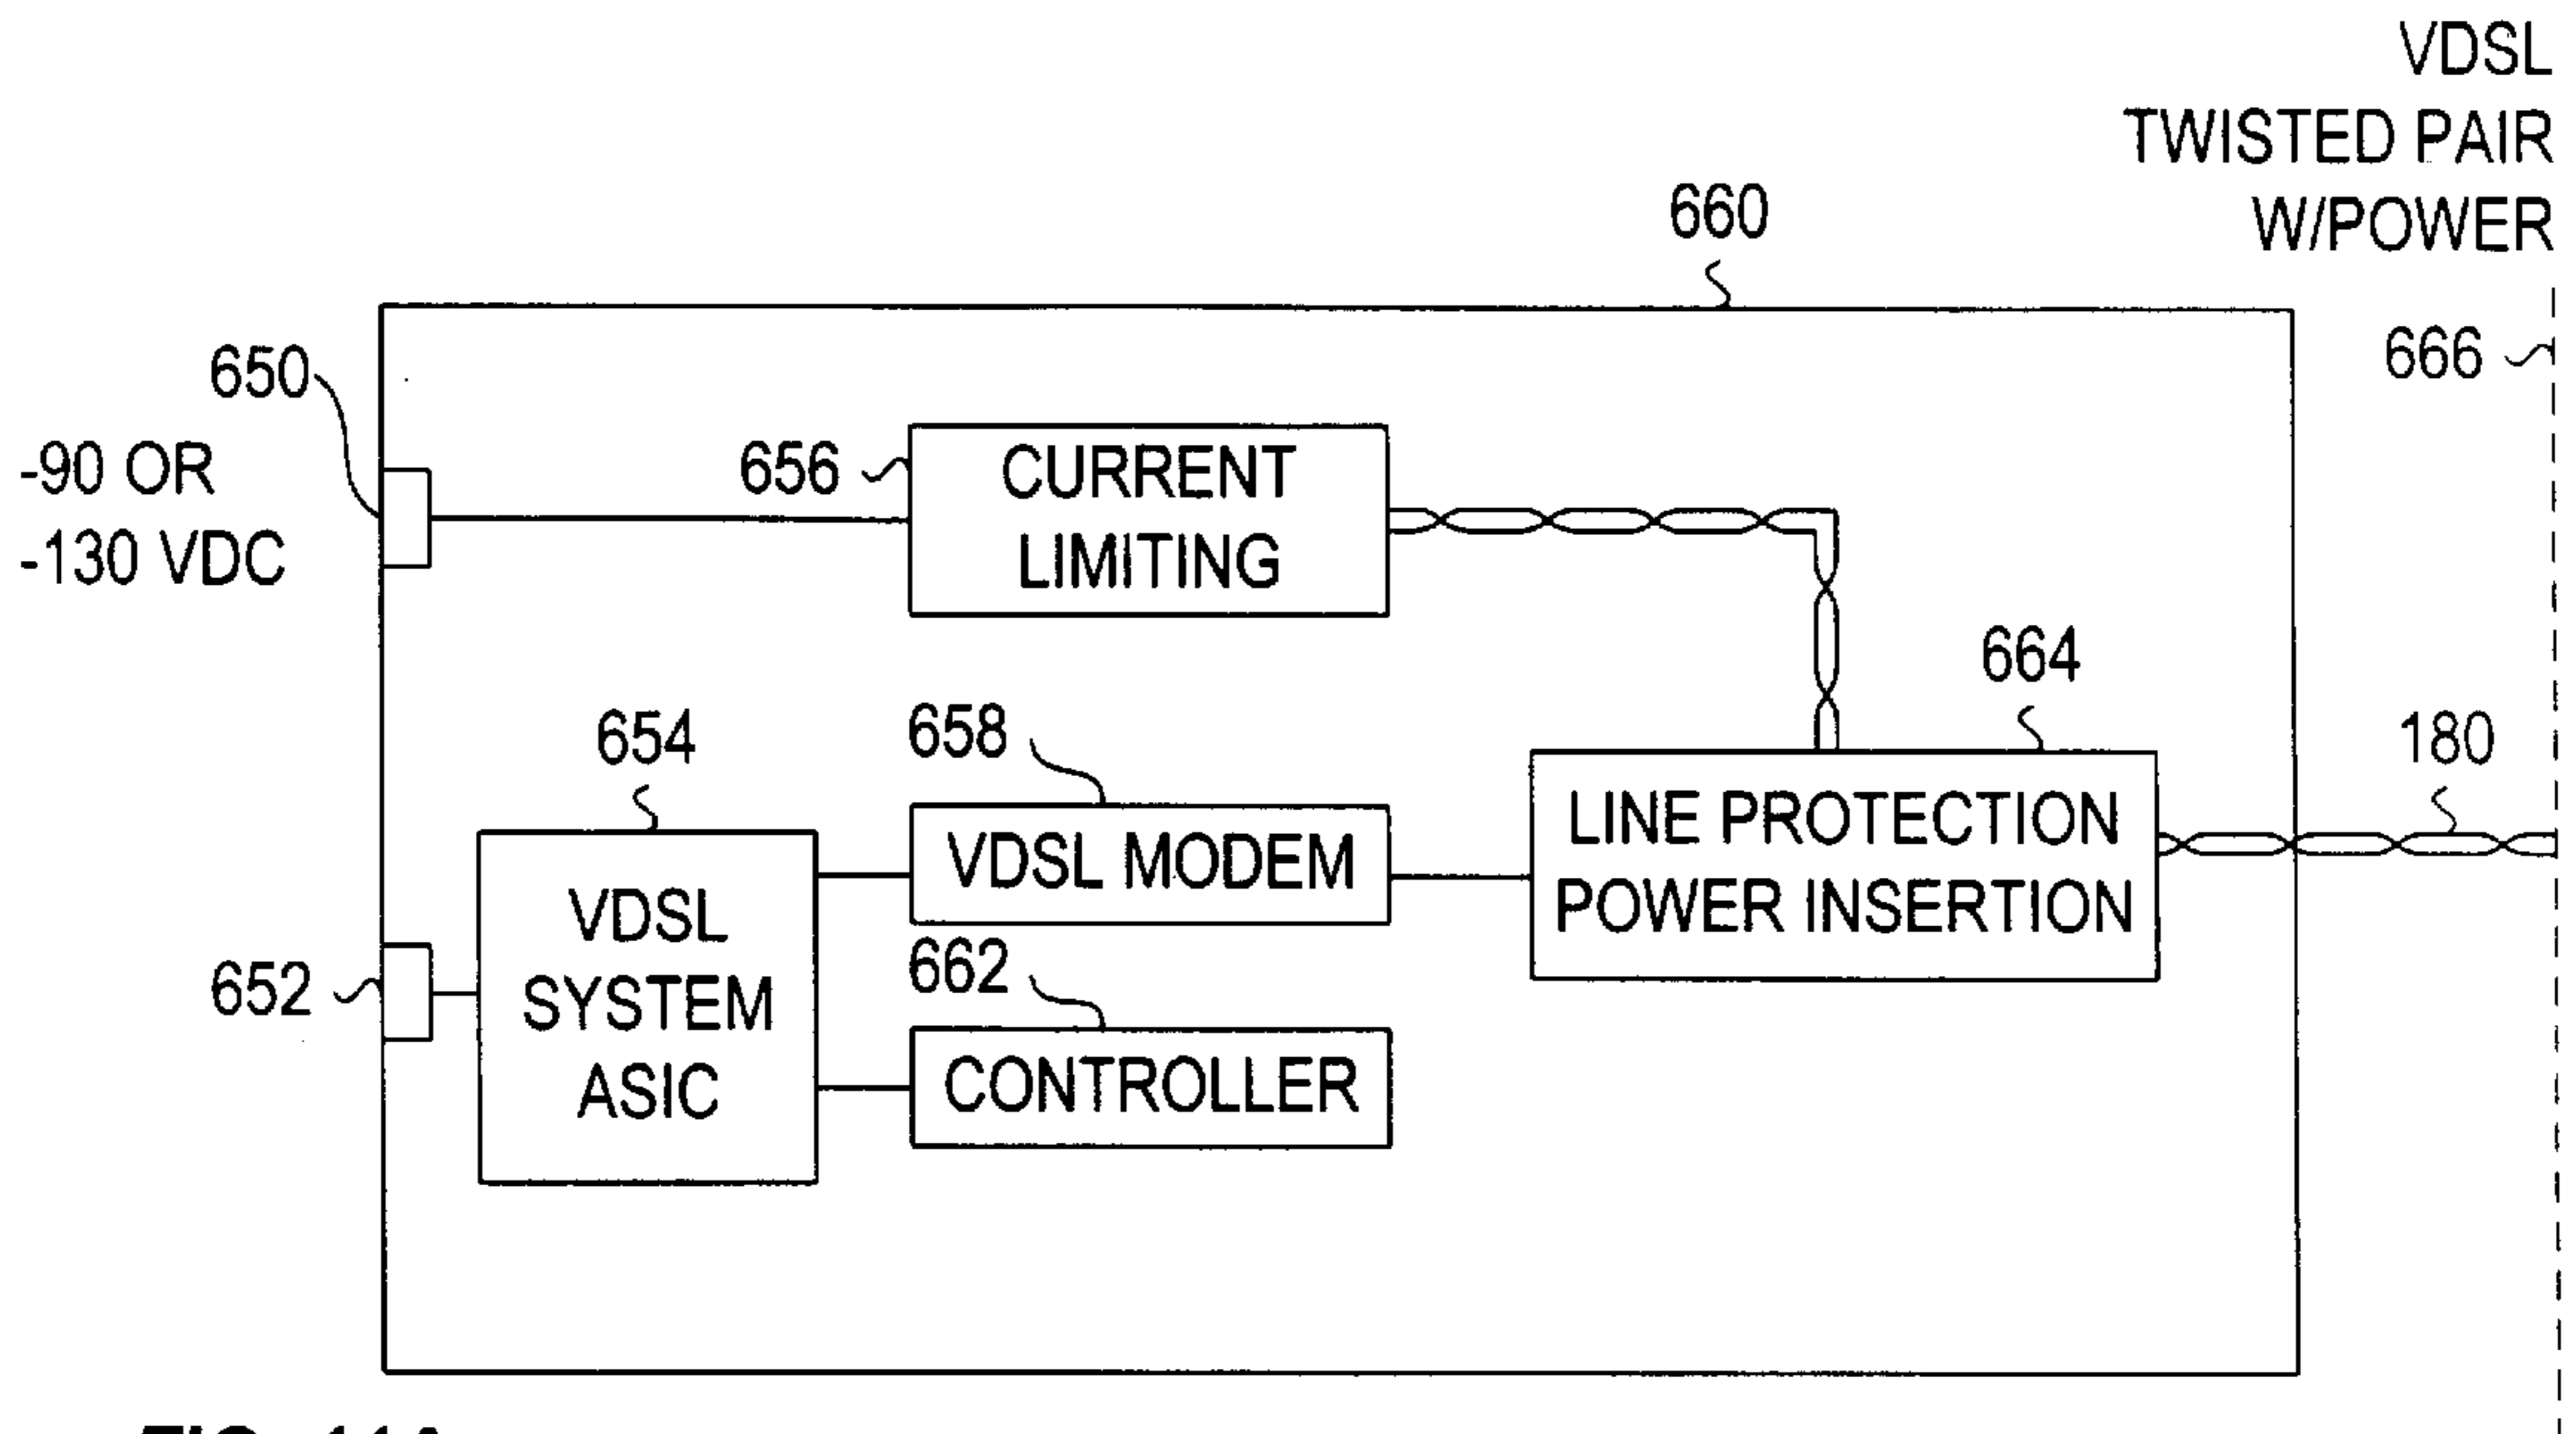 VDSL
TWISTED PAIR
W/POWER
660
666
650
-90 OR
-130 VDC
656
CURRENT
LIMITING
664
180
654
658
VDSL MODEM
LINE PROTECTION
POWER INSERTION
VDSL
SYSTEM
ASIC
652
662
CONTROLLER